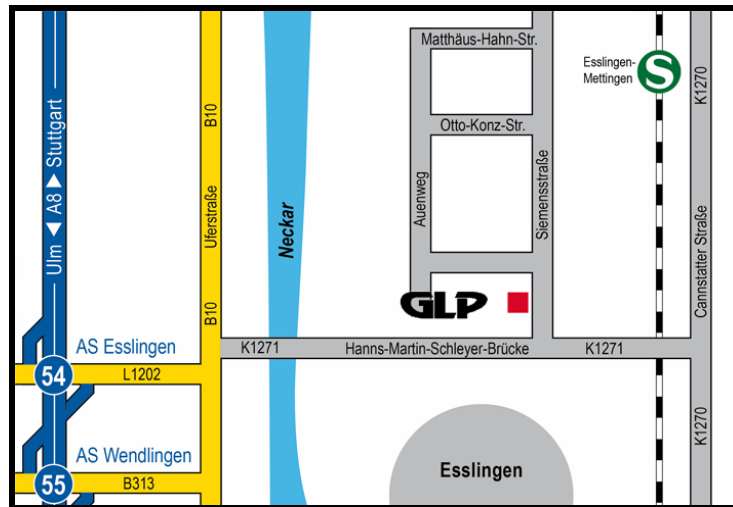 Matthäus-Hahn-Str.
Esslingen-
Mettingen
S
K1270
B10
Otto-Konz-Str.
Ulm ◄ A8 ► Stuttgart
Uferstraße
Neckar
Auenweg
Siemensstraße
Cannstatter Straße
B10
GLP
AS Esslingen
K1271
Hanns-Martin-Schleyer-Brücke
K1271
54
L1202
K1270
AS Wendlingen
Esslingen
55
B313